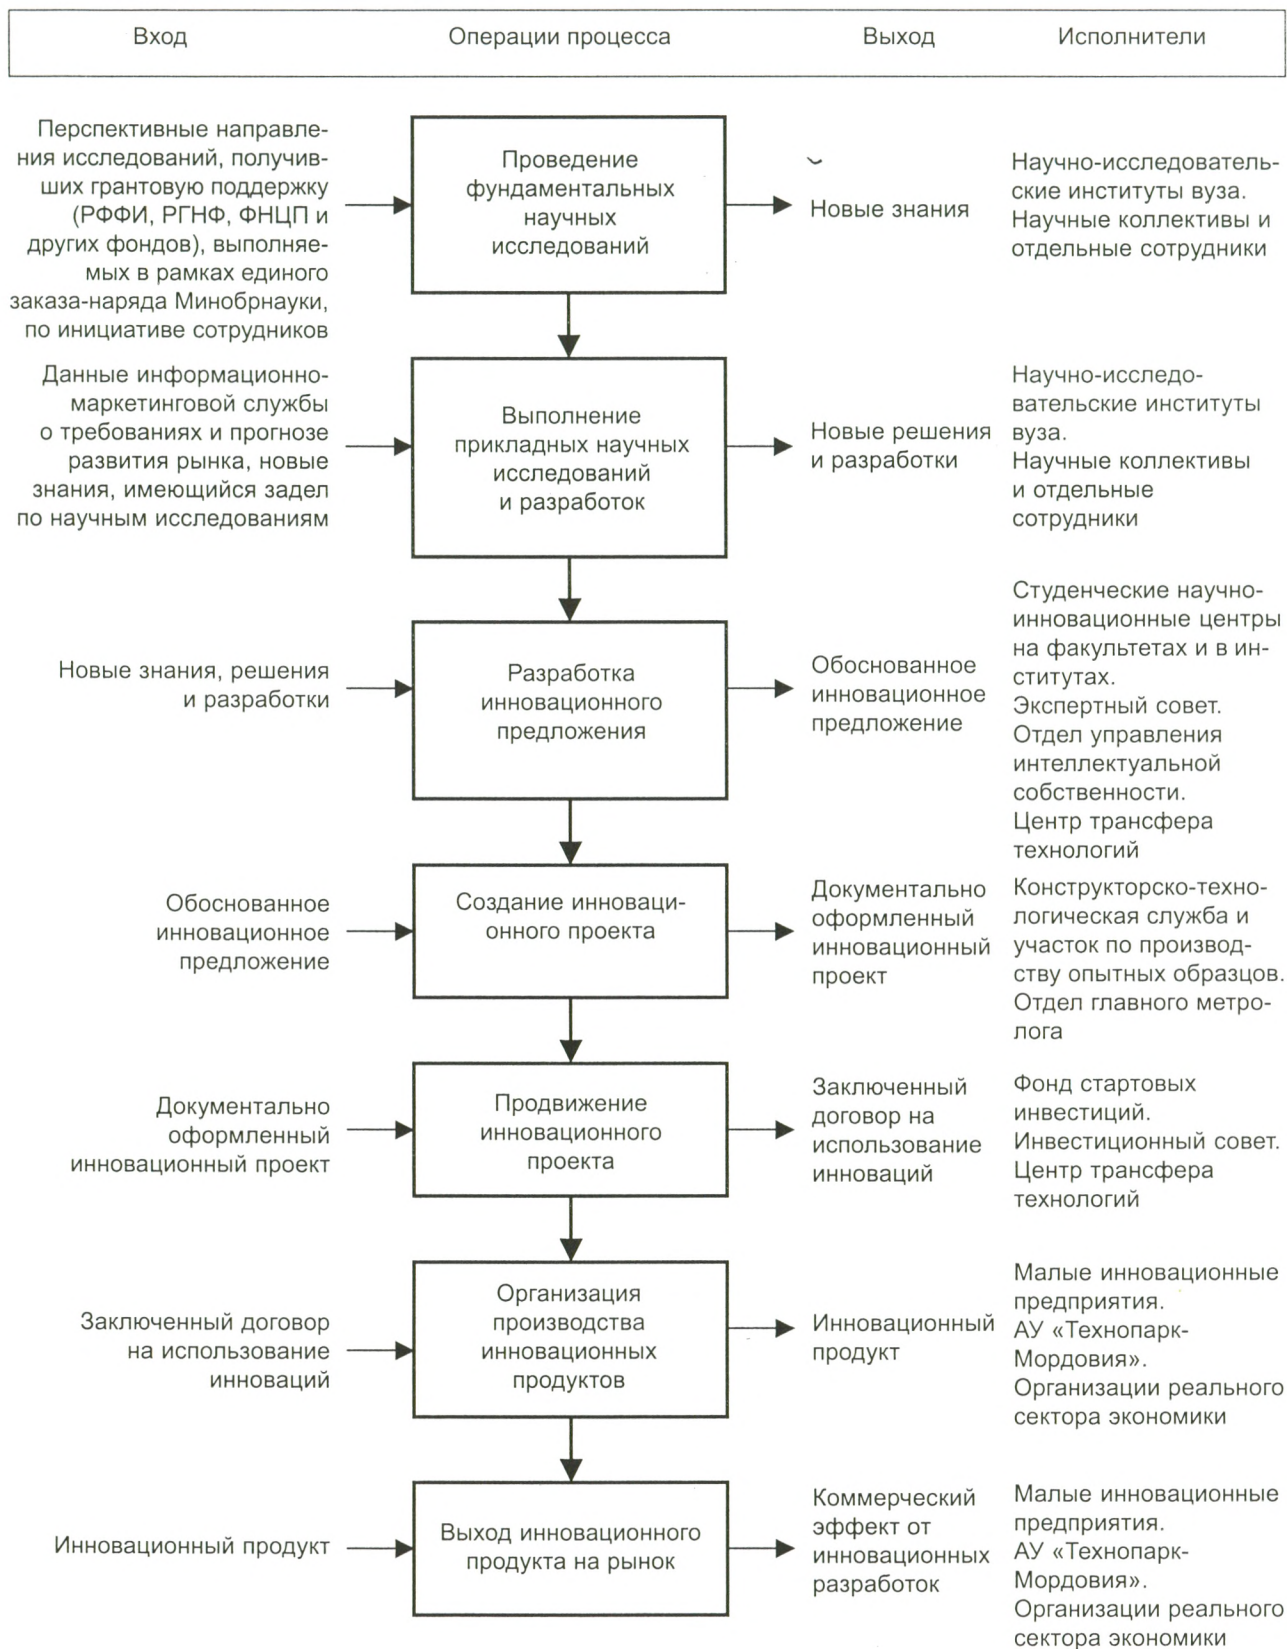 Вход
Операции процесса
Выход
Исполнители
Перспективные направле-
ния исследований, получив-
ших грантовую поддержку
(РФФИ, РГНФ, ФНЦП и
других фондов), выполняе-
мых в рамках единого
заказа-наряда Минобрнауки,
по инициативе сотрудников
Проведение
фундаментальных
научных
исследований
Новые знания
Научно-исследователь-
ские институты вуза.
Научные коллективы и
отдельные сотрудники
Данные информационно-
маркетинговой службы
о требованиях и прогнозе
развития рынка, новые
знания, имеющийся задел
по научным исследованиям
Выполнение
прикладных научных
исследований
и разработок
Новые решения
и разработки
Научно-исследо-
вательские институты
вуза.
Научные коллективы
и отдельные
сотрудники
Новые знания, решения
и разработки
Разработка
инновационного
предложения
Обоснованное
инновационное
предложение
Студенческие научно-
инновационные центры
на факультетах и в ин-
ститутах.
Экспертный совет.
Отдел управления
интеллектуальной
собственности.
Центр трансфера
технологий
Обоснованное
инновационное
предложение
Создание инноваци-
онного проекта
Документально
оформленный
инновационный
проект
Конструкторско-техно-
логическая служба и
участок по производ-
ству опытных образцов.
Отдел главного метро-
лога
Документально
оформленный
инновационный проект
Продвижение
инновационного
проекта
Заключенный
договор на
использование
инноваций
Фонд стартовых
инвестиций.
Инвестиционный совет.
Центр трансфера
технологий
Заключенный договор
на использование
инноваций
Организация
производства
инновационных
продуктов
Инновационный
продукт
Малые инновационные
предприятия.
АУ «Технопарк-
Мордовия».
Организации реального
сектора экономики
Инновационный продукт
Выход инновационного
продукта на рынок
Коммерческий
эффект от
инновационных
разработок
Малые инновационные
предприятия.
АУ «Технопарк-
Мордовия».
Организации реального
сектора экономики